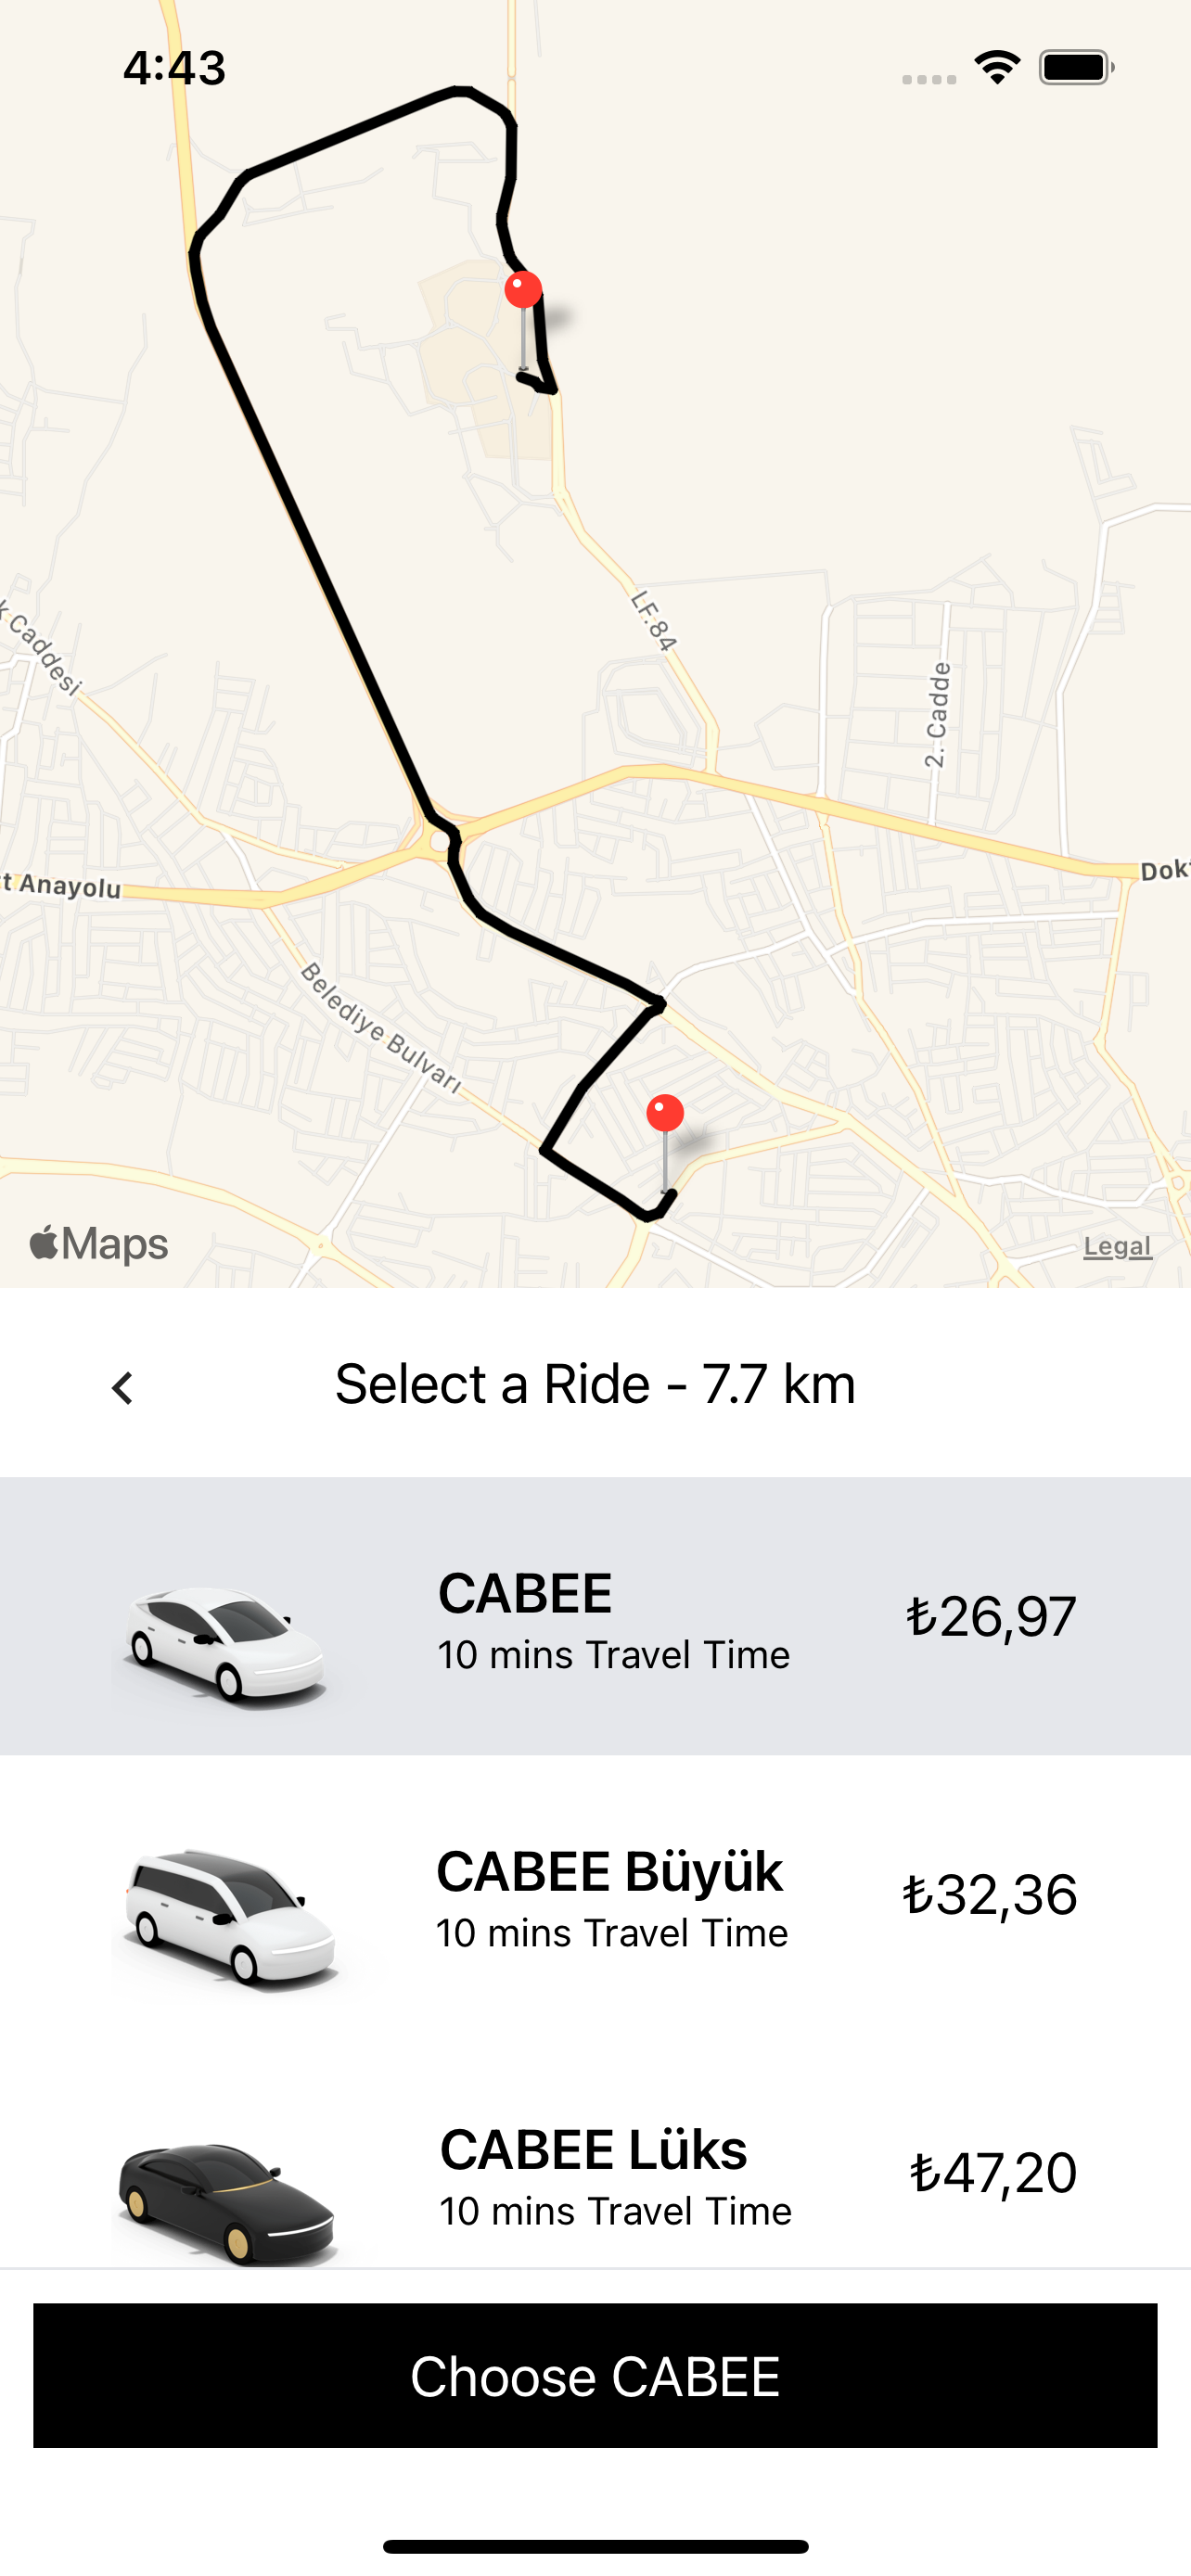 4:43
LF.84
k Caddesi
2. Cadde
t Anayolu
Dok
Belediye Bulvarı
Maps
Legal
Select a Ride - 7.7 km
CABEE
10 mins Travel Time
₺26,97
CABEE Büyük
10 mins Travel Time
₺32,36
CABEE Lüks
10 mins Travel Time
₺47,20
Choose CABEE